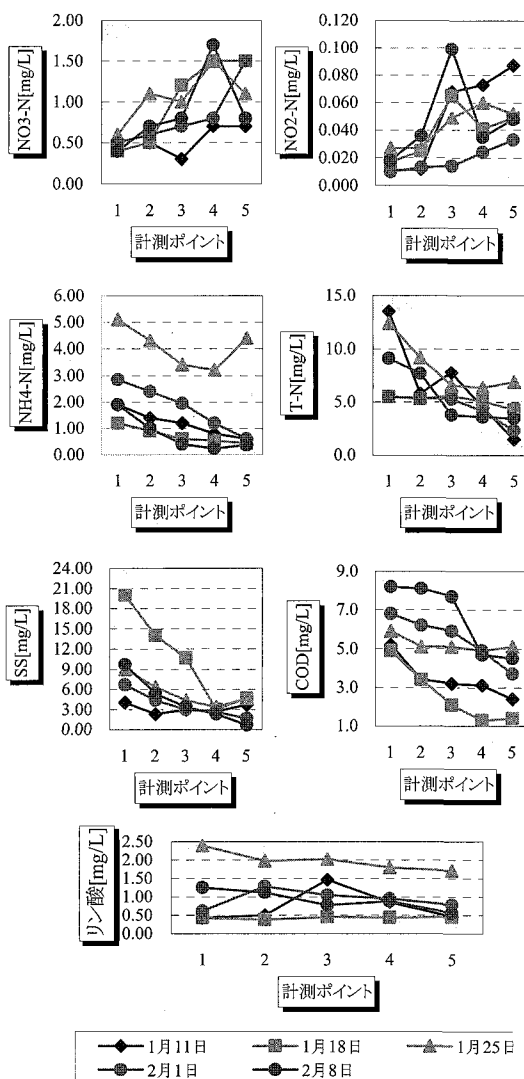 NO3-N[mg/L]
2.00
1.50
1.00
0.50
0.00
1 2 3 4 5
計測ポイント
NO2-N[mg/L]
0.120
0.100
0.080
0.060
0.040
0.020
0.000
1 2 3 4 5
計測ポイント
NH4-N[mg/L]
6.00
5.00
4.00
3.00
2.00
1.00
0.00
1 2 3 4 5
計測ポイント
T-N[mg/L]
15.0
10.0
5.0
0.0
1 2 3 4 5
計測ポイント
SS[mg/L]
24.00
21.00
18.00
15.00
12.00
9.00
6.00
3.00
0.00
1 2 3 4 5
計測ポイント
COD[mg/L]
9.0
7.0
5.0
3.0
1.0
1 2 3 4 5
計測ポイント
リン酸[mg/L]
2.50
2.00
1.50
1.00
0.50
0.00
1 2 3 4 5
計測ポイント
1月11日 1月18日 1月25日
2月1日 2月8日